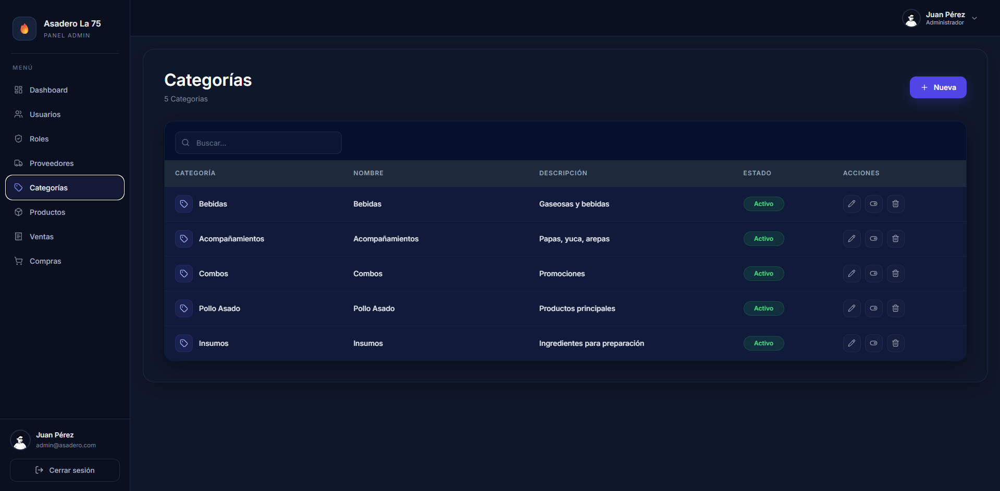 Asadero La 75
PANEL ADMIN
MENÚ
Dashboard
Usuarios
Roles
Proveedores
Categorías
Productos
Ventas
Compras
Juan Pérez
admin@asadero.com
Cerrar sesión
Juan Pérez
Administrador
Categorías
5 Categorias
+ Nueva
Buscar...
CATEGORÍA NOMBRE DESCRIPCIÓN ESTADO ACCIONES
Bebidas Bebidas Gaseosas y bebidas Activo
Acompañamientos Acompañamientos Papas, yuca, arepas Activo
Combos Combos Promociones Activo
Pollo Asado Pollo Asado Productos principales Activo
Insumos Insumos Ingredientes para preparación Activo